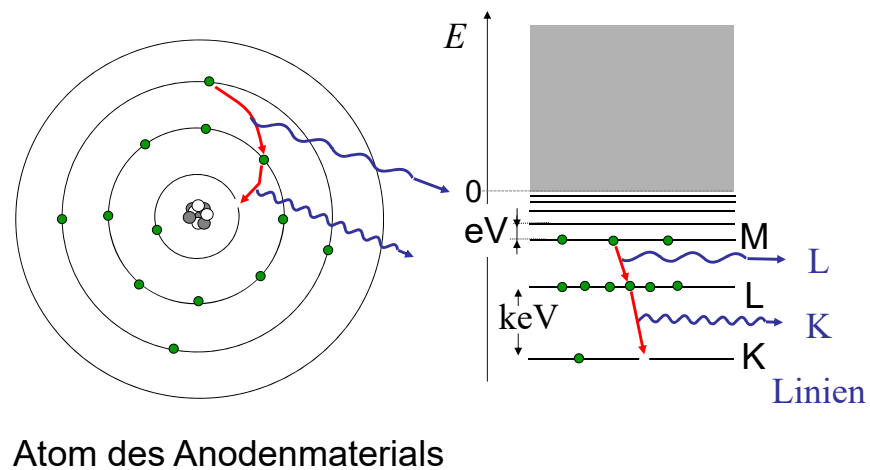 E
0
eV
M
L
L
keV
K
K
Linien
Atom des Anodenmaterials